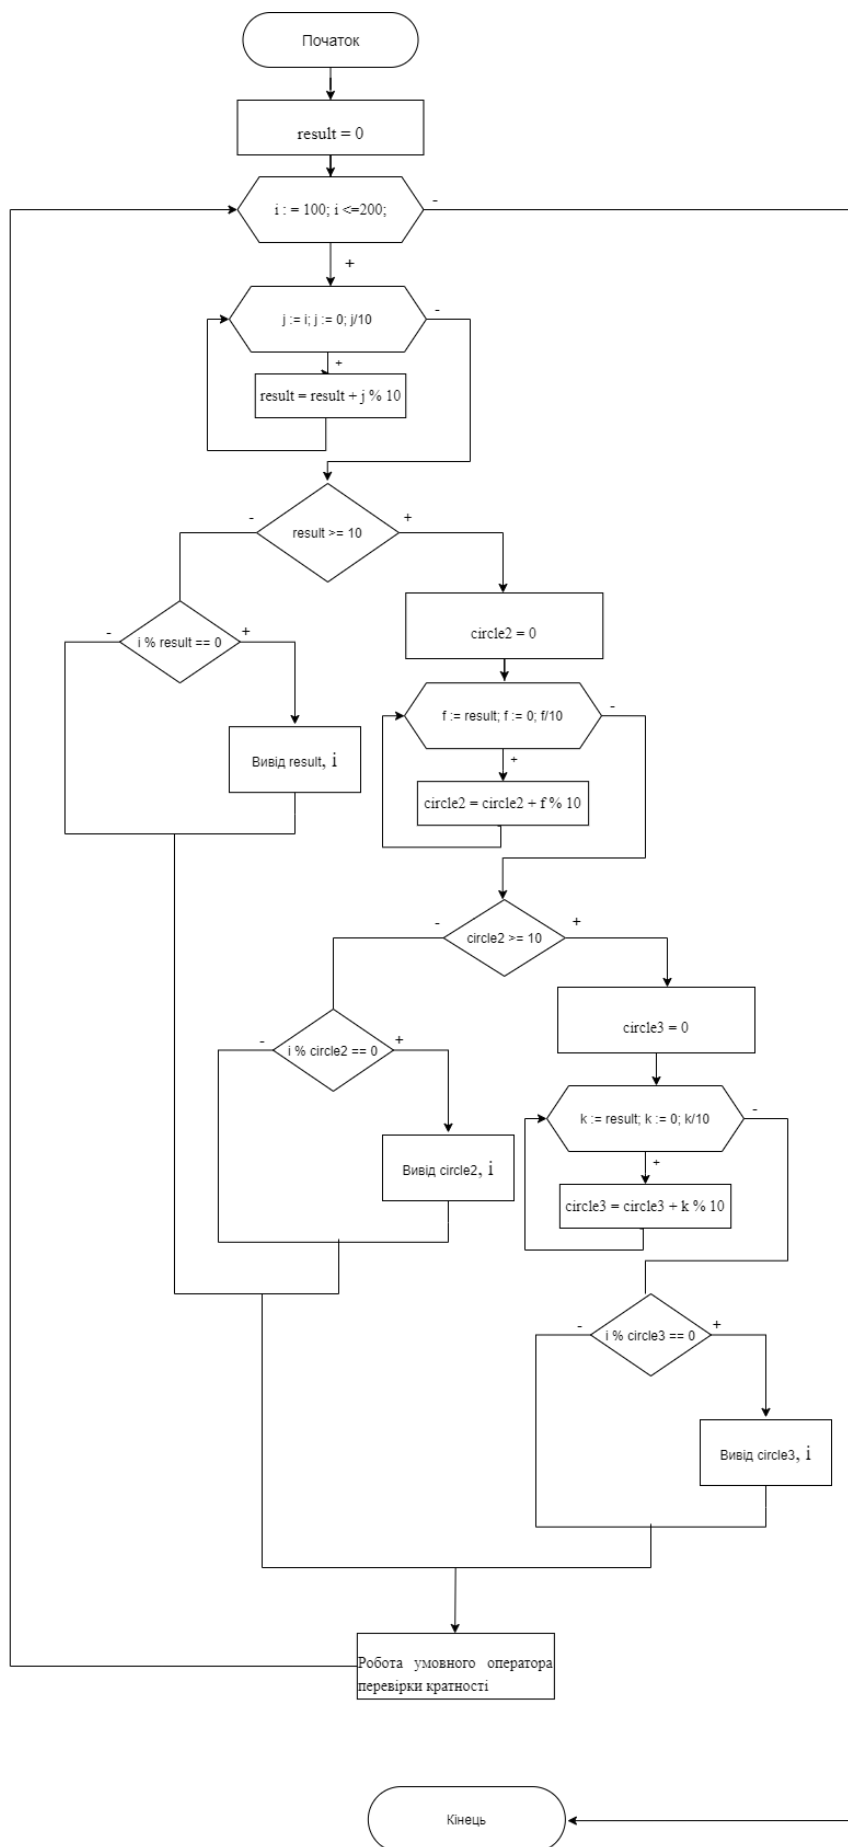 Початок
result = 0
i : = 100; i <=200;
-
+
j := i; j := 0; j/10
-
+
result = result + j % 10
-
result >= 10
+
-
i % result == 0
+
circle2 = 0
Вивід result, i
f := result; f := 0; f/10
-
+
circle2 = circle2 + f % 10
-
circle2 >= 10
+
-
i % circle2 == 0
+
circle3 = 0
Вивід circle2, i
k := result; k := 0; k/10
-
+
circle3 = circle3 + k % 10
-
i % circle3 == 0
+
Вивід circle3, i
Робота умовного оператора
перевірки кратності
Кінець